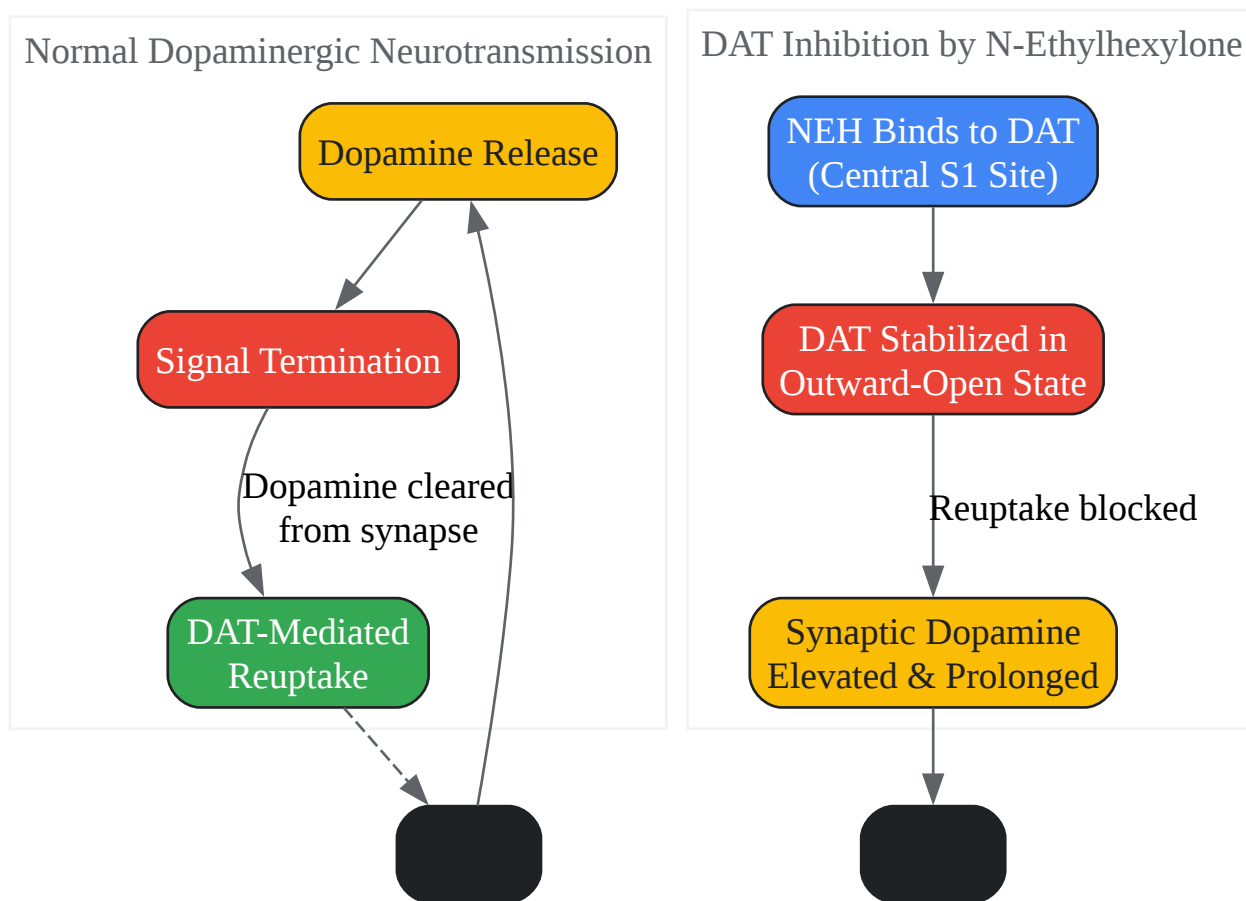 Normal Dopaminergic Neurotransmission
Dopamine Release
Signal Termination
Dopamine cleared
from synapse
DAT-Mediated
Reuptake
DAT Inhibition by N-Ethylhexylone
NEH Binds to DAT
(Central S1 Site)
DAT Stabilized in
Outward-Open State
Reuptake blocked
Synaptic Dopamine
Elevated & Prolonged